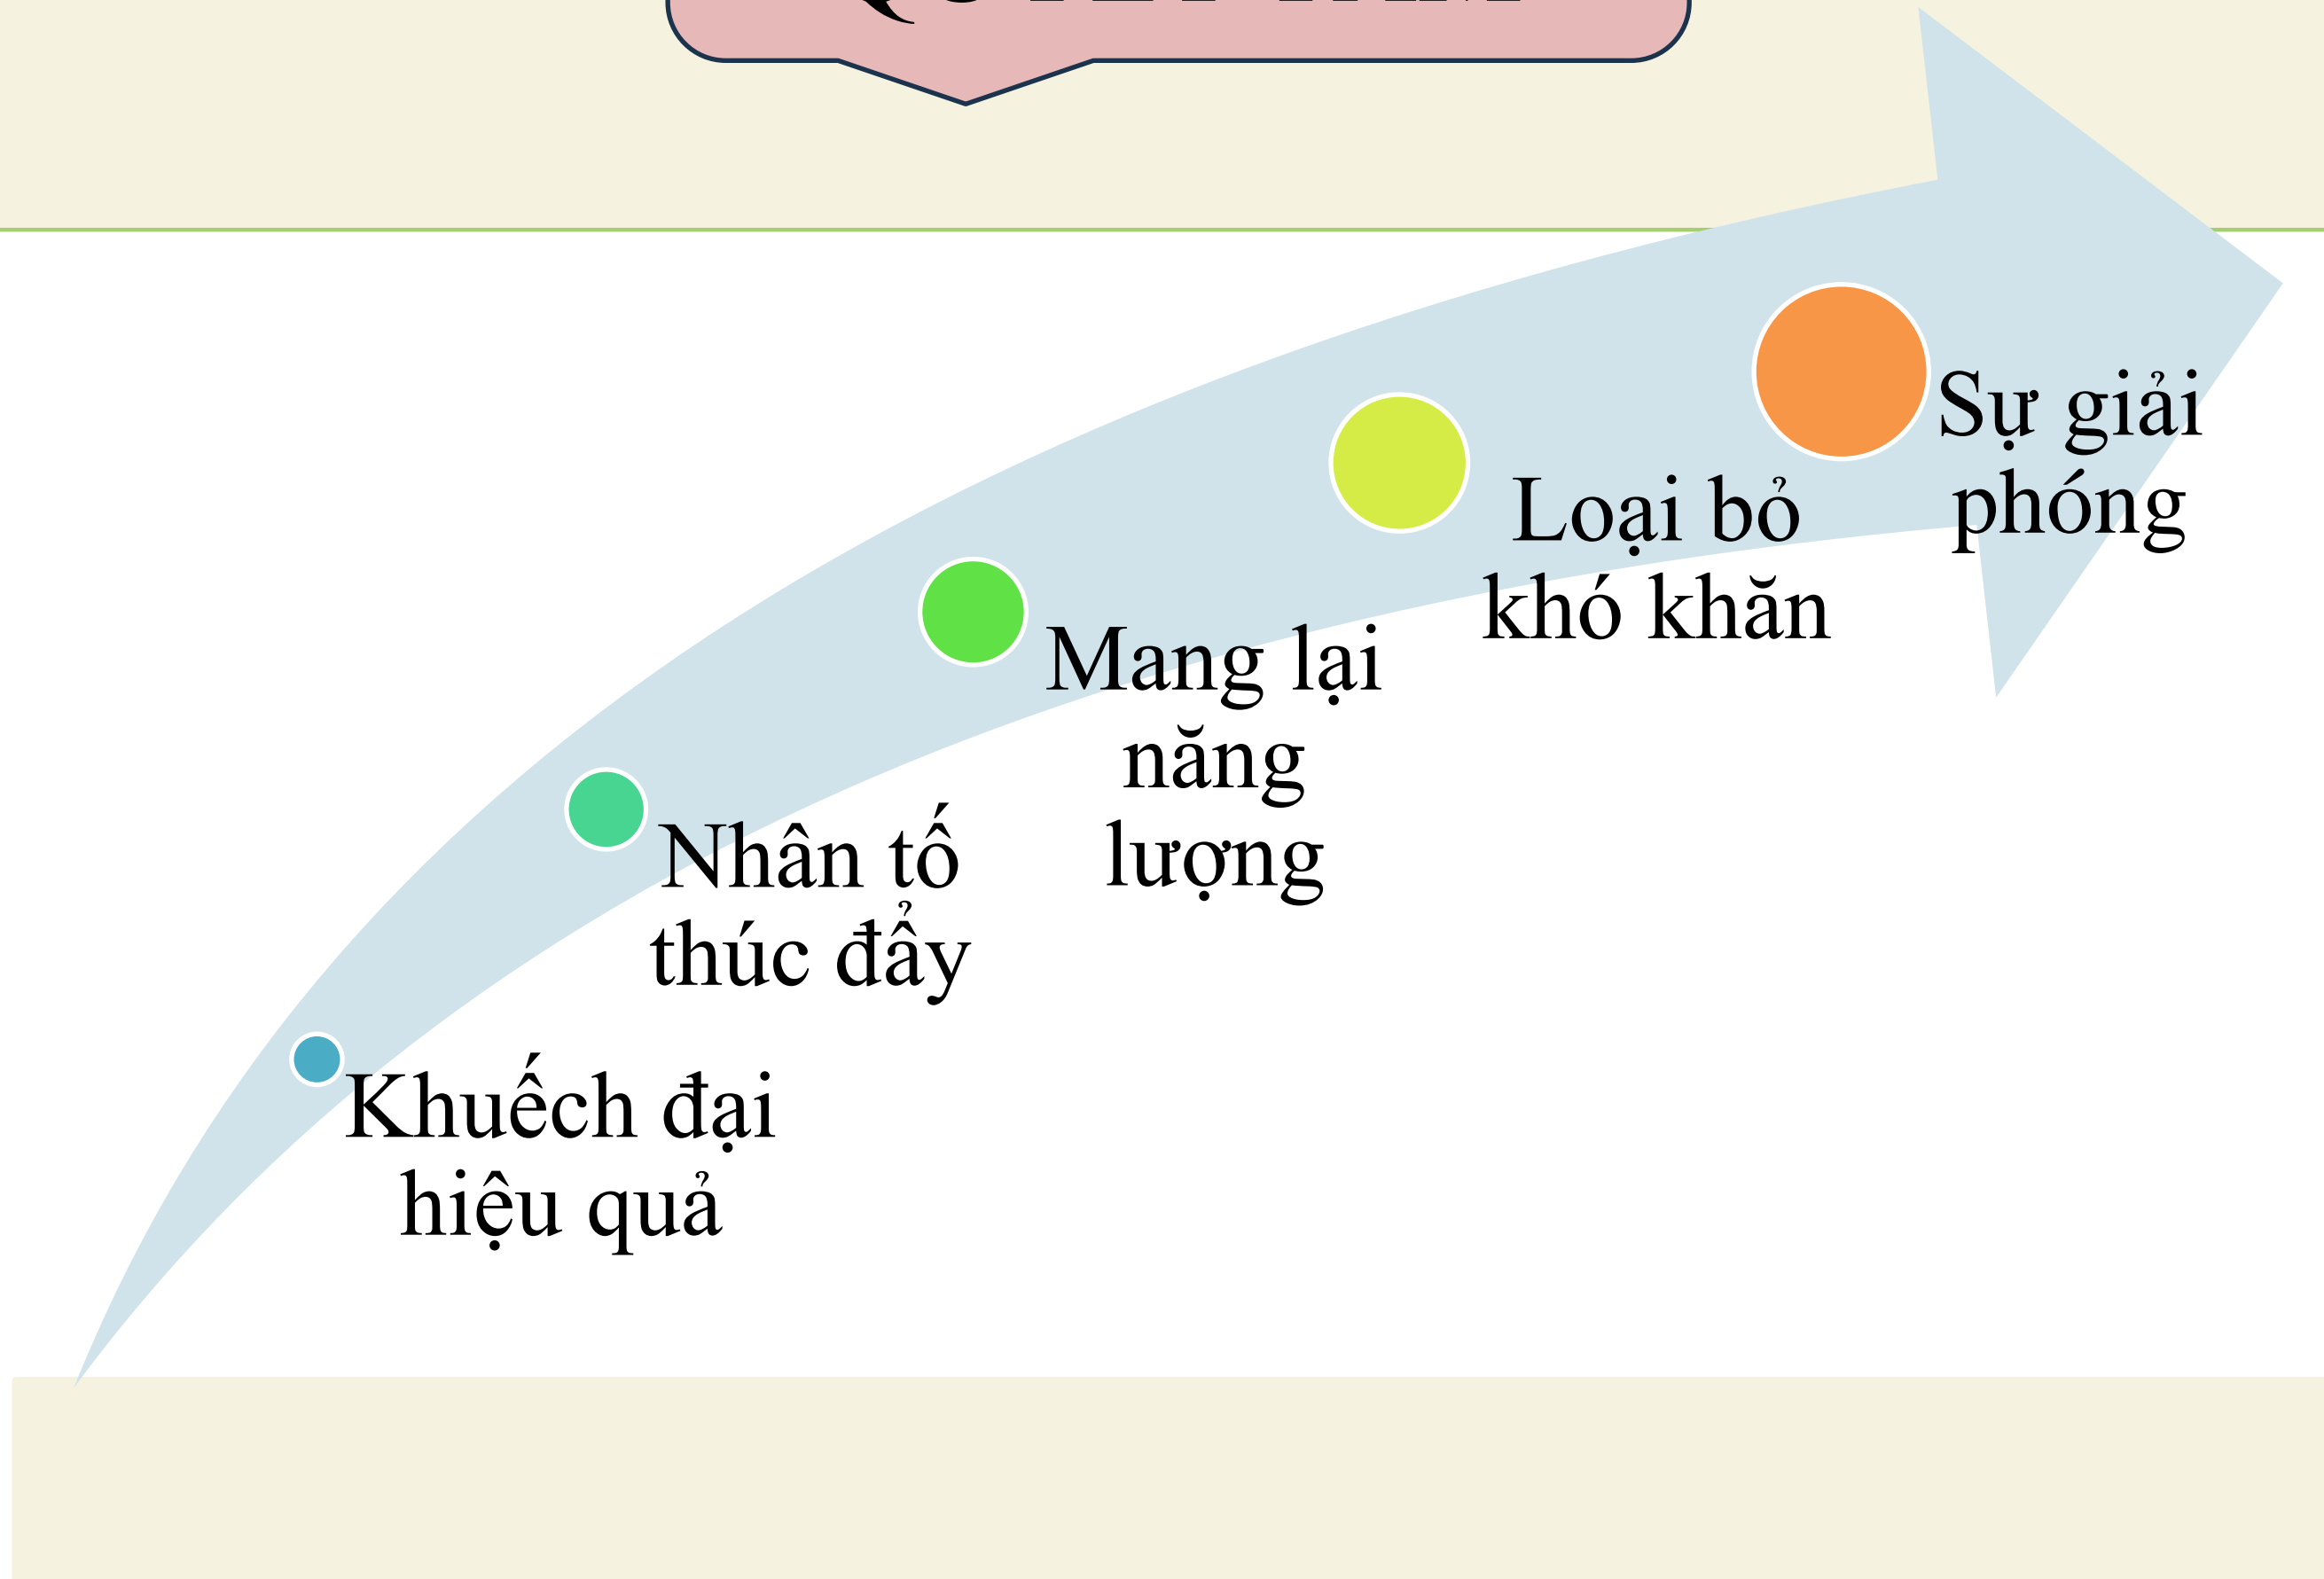 Khuếch đại
hiệu quả
Nhân tố
thúc đẩy
Mang lại
năng
lượng
Loại bỏ
khó khăn
Sự giải
phóng